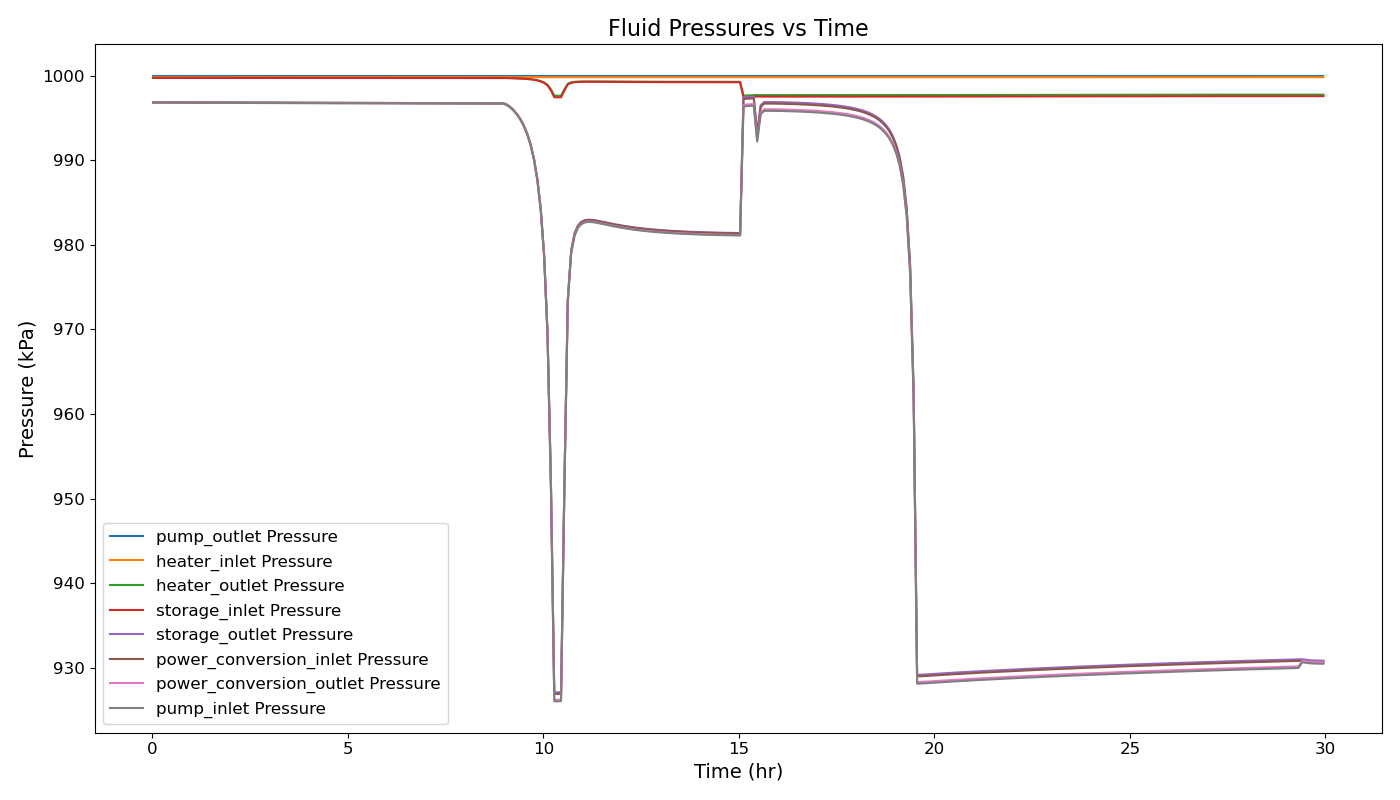 Fluid Pressures vs Time
Pressure (kPa)
1000
990
980
970
960
950
940
930
pump_outlet Pressure
heater_inlet Pressure
heater_outlet Pressure
storage_inlet Pressure
storage_outlet Pressure
power_conversion_inlet Pressure
power_conversion_outlet Pressure
pump_inlet Pressure
0 5 10 15 20 25 30
Time (hr)